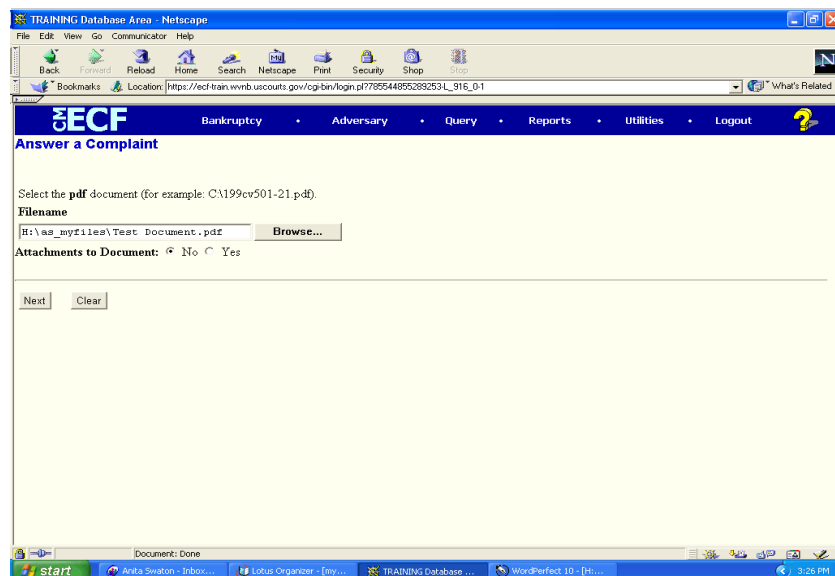 TRAINING Database Area - Netscape
File Edit View Go Communicator Help
Back Forward Reload Home Search Netscape Print Security Shop Stop
Bookmarks Location: https://ecf-train.wvnb.uscourts.gov/cgi-bin/login.pl?785544855289253-L_916_0-1 What's Related
CM ECF Bankruptcy • Adversary • Query • Reports • Utilities • Logout ?
Answer a Complaint
Select the pdf document (for example: C:\199cv501-21.pdf).
Filename
H:\as_myfiles\Test Document.pdf Browse...
Attachments to Document: No Yes
Next Clear
Document: Done
start Anita Swaton - Inbox... Lotus Organizer - [my... TRAINING Database ... WordPerfect 10 - [H:... 3:26 PM